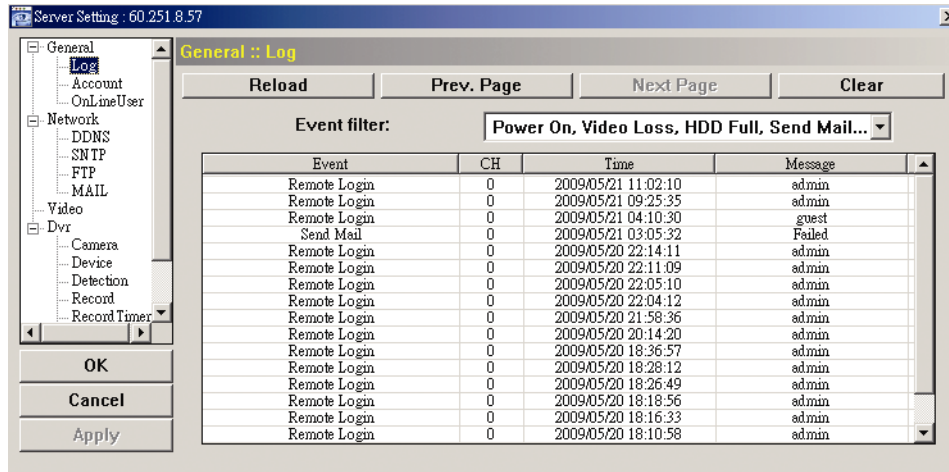 Server Setting : 60.251.8.57
General
Log
Account
OnLineUser
Network
DDNS
SNTP
FTP
MAIL
Video
Dvr
Camera
Device
Detection
Record
Record Timer
OK
Cancel
Apply
General :: Log
Reload Prev. Page Next Page Clear
Event filter: Power On, Video Loss, HDD Full, Send Mail...
Event CH Time Message
Remote Login 0 2009/05/21 11:02:10 admin
Remote Login 0 2009/05/21 09:25:35 admin
Remote Login 0 2009/05/21 04:10:30 guest
Send Mail 0 2009/05/21 03:05:32 Failed
Remote Login 0 2009/05/20 22:14:11 admin
Remote Login 0 2009/05/20 22:11:09 admin
Remote Login 0 2009/05/20 22:05:10 admin
Remote Login 0 2009/05/20 22:04:12 admin
Remote Login 0 2009/05/20 21:58:36 admin
Remote Login 0 2009/05/20 20:14:20 admin
Remote Login 0 2009/05/20 18:36:57 admin
Remote Login 0 2009/05/20 18:28:12 admin
Remote Login 0 2009/05/20 18:26:49 admin
Remote Login 0 2009/05/20 18:18:56 admin
Remote Login 0 2009/05/20 18:16:33 admin
Remote Login 0 2009/05/20 18:10:58 admin